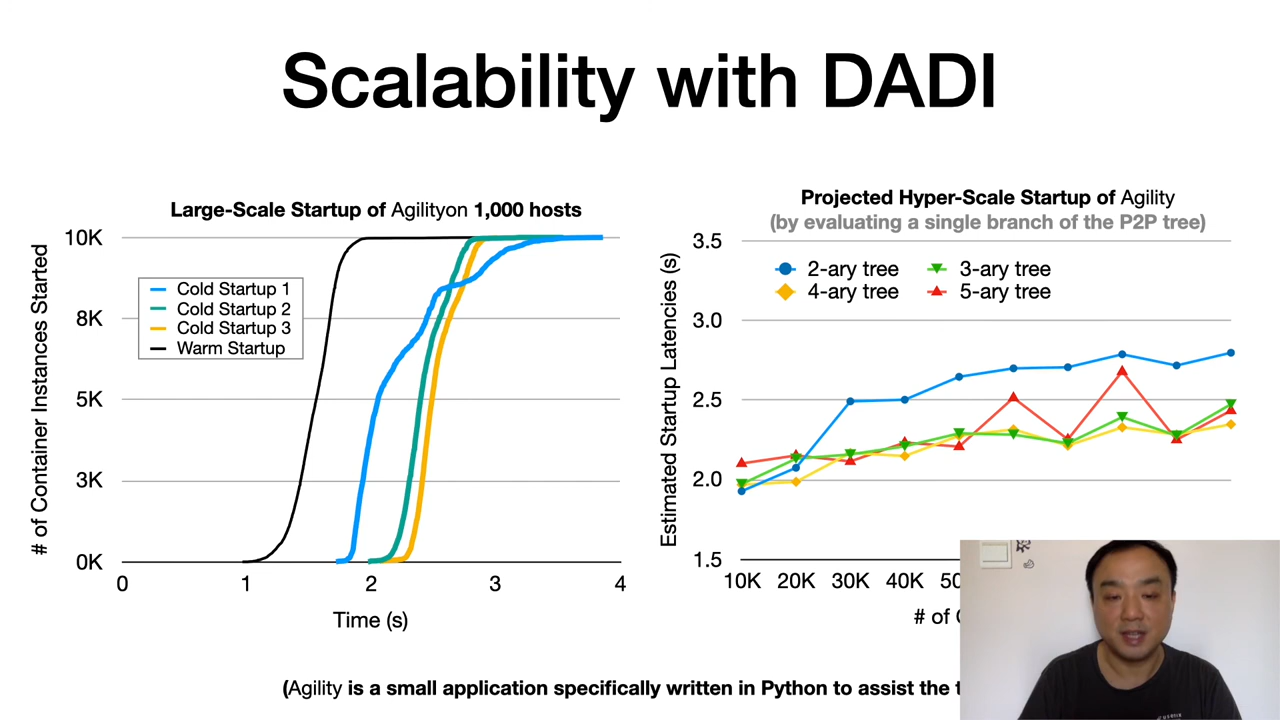 Scalability with DADI
Large-Scale Startup of Agilityon 1,000 hosts
# of Container Instances Started
10K
8K
5K
3K
0K
Cold Startup 1
Cold Startup 2
Cold Startup 3
Warm Startup
0 1 2 3 4
Time (s)
Projected Hyper-Scale Startup of Agility
(by evaluating a single branch of the P2P tree)
Estimated Startup Latencies (s)
3.5
3.0
2.5
2.0
1.5
2-ary tree 3-ary tree
4-ary tree 5-ary tree
10K 20K 30K 40K
# of
(Agility is a small application specifically written in Python to assist the